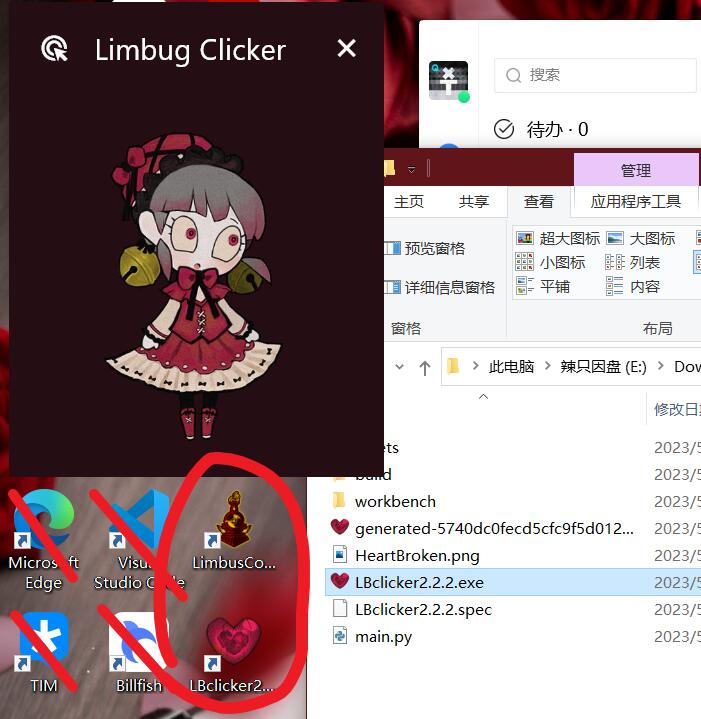 Limbug Clicker
搜索
待办 · 0
管理
主页
共享
查看
应用程序工具
预览窗格
详细信息窗格
窗格
超大图标
大图标
小图标
列表
平铺
内容
布局
此电脑
辣只因盘 (E:)
Dow
修改日
ets
2023/5
build
2023/5
workbench
2023/5
generated-5740dc0fecd5cfc9f5d012...
2023/5
HeartBroken.png
2023/5
LBclicker2.2.2.exe
2023/5
LBclicker2.2.2.spec
2023/5
main.py
2023/5
Microsoft
Edge
Visual
Studio Code
LimbusCo...
TIM
Billfish
LBclicker2...